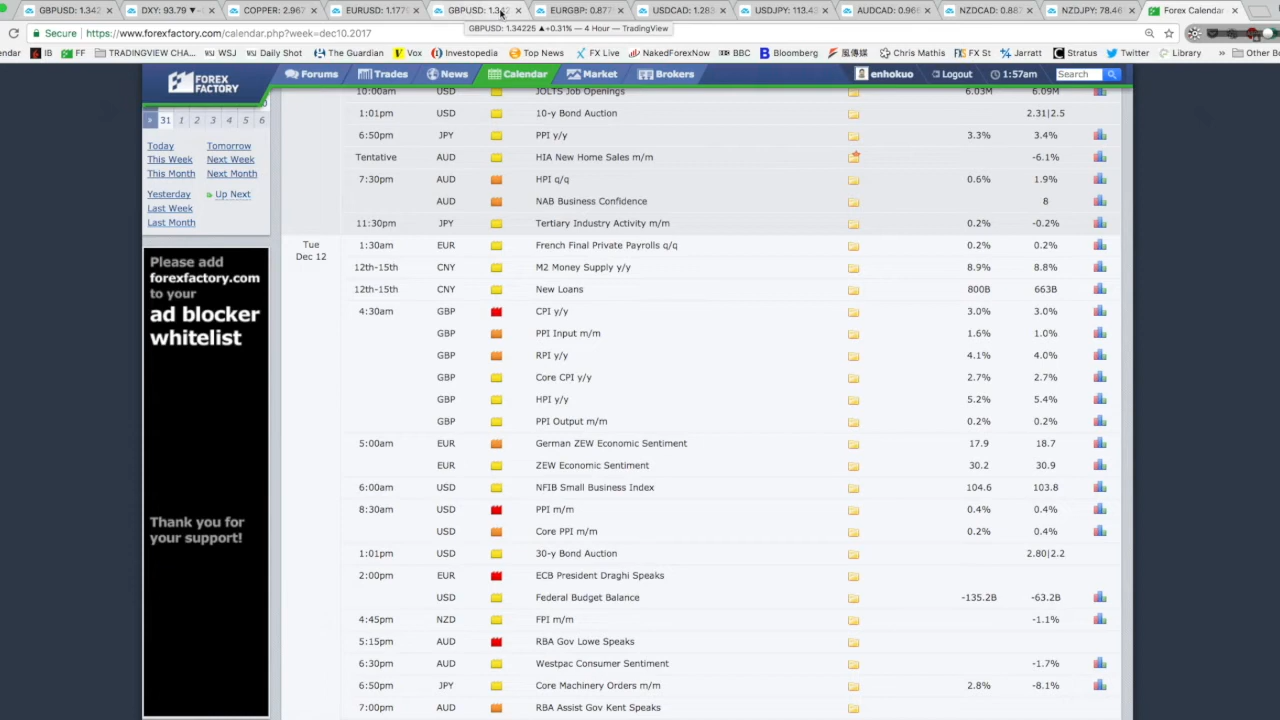 GBPUSD: 1.342 × DXY: 93.79 ▼ × COPPER: 2.967 × EURUSD: 1.177 × GBPUSD: 1.342 × EURGBP: 0.877 × USDCAD: 1.283 × USDJPY: 113.4 × AUDCAD: 0.96 × NZDCAD: 0.88 × NZDJPY: 78.46 × Forex Calendar ×
GBPUSD: 1.34225 ▲+0.31% — 4 Hour — TradingView
Secure https://www.forexfactory.com/calendar.php?week=dec10.2017
endar IB FF TRADINGVIEW CHAR... WSJ Daily Shot The Guardian Vox Investopedia Top News FX Live NakedForexNow BBC Bloomberg 風傳媒 Chris Mathis FX St Jarratt Stratus Twitter Library » Other Bo
FOREX FACTORY Forums Trades News Calendar Market Brokers enhokuo Logout 1:57am Search
10:00am USD JOLTS Job Openings 6.03M 6.09M
1:01pm USD 10-y Bond Auction 2.31|2.5
6:50pm JPY PPI y/y 3.3% 3.4%
Tentative AUD HIA New Home Sales m/m -6.1%
7:30pm AUD HPI q/q 0.6% 1.9%
AUD NAB Business Confidence 8
11:30pm JPY Tertiary Industry Activity m/m 0.2% -0.2%
Tue
Dec 12
1:30am EUR French Final Private Payrolls q/q 0.2% 0.2%
12th-15th CNY M2 Money Supply y/y 8.9% 8.8%
12th-15th CNY New Loans 800B 663B
4:30am GBP CPI y/y 3.0% 3.0%
GBP PPI Input m/m 1.6% 1.0%
GBP RPI y/y 4.1% 4.0%
GBP Core CPI y/y 2.7% 2.7%
GBP HPI y/y 5.2% 5.4%
GBP PPI Output m/m 0.2% 0.2%
5:00am EUR German ZEW Economic Sentiment 17.9 18.7
EUR ZEW Economic Sentiment 30.2 30.9
6:00am USD NFIB Small Business Index 104.6 103.8
8:30am USD PPI m/m 0.4% 0.4%
USD Core PPI m/m 0.2% 0.4%
1:01pm USD 30-y Bond Auction 2.80|2.2
2:00pm EUR ECB President Draghi Speaks
USD Federal Budget Balance -135.2B -63.2B
4:45pm NZD FPI m/m -1.1%
5:15pm AUD RBA Gov Lowe Speaks
6:30pm AUD Westpac Consumer Sentiment -1.7%
6:50pm JPY Core Machinery Orders m/m 2.8% -8.1%
7:00pm AUD RBA Assist Gov Kent Speaks
» 31 1 2 3 4 5 6
Today Tomorrow
This Week Next Week
This Month Next Month
Yesterday Up Next
Last Week
Last Month
Please add
forexfactory.com
to your
ad blocker
whitelist
Thank you for
your support!